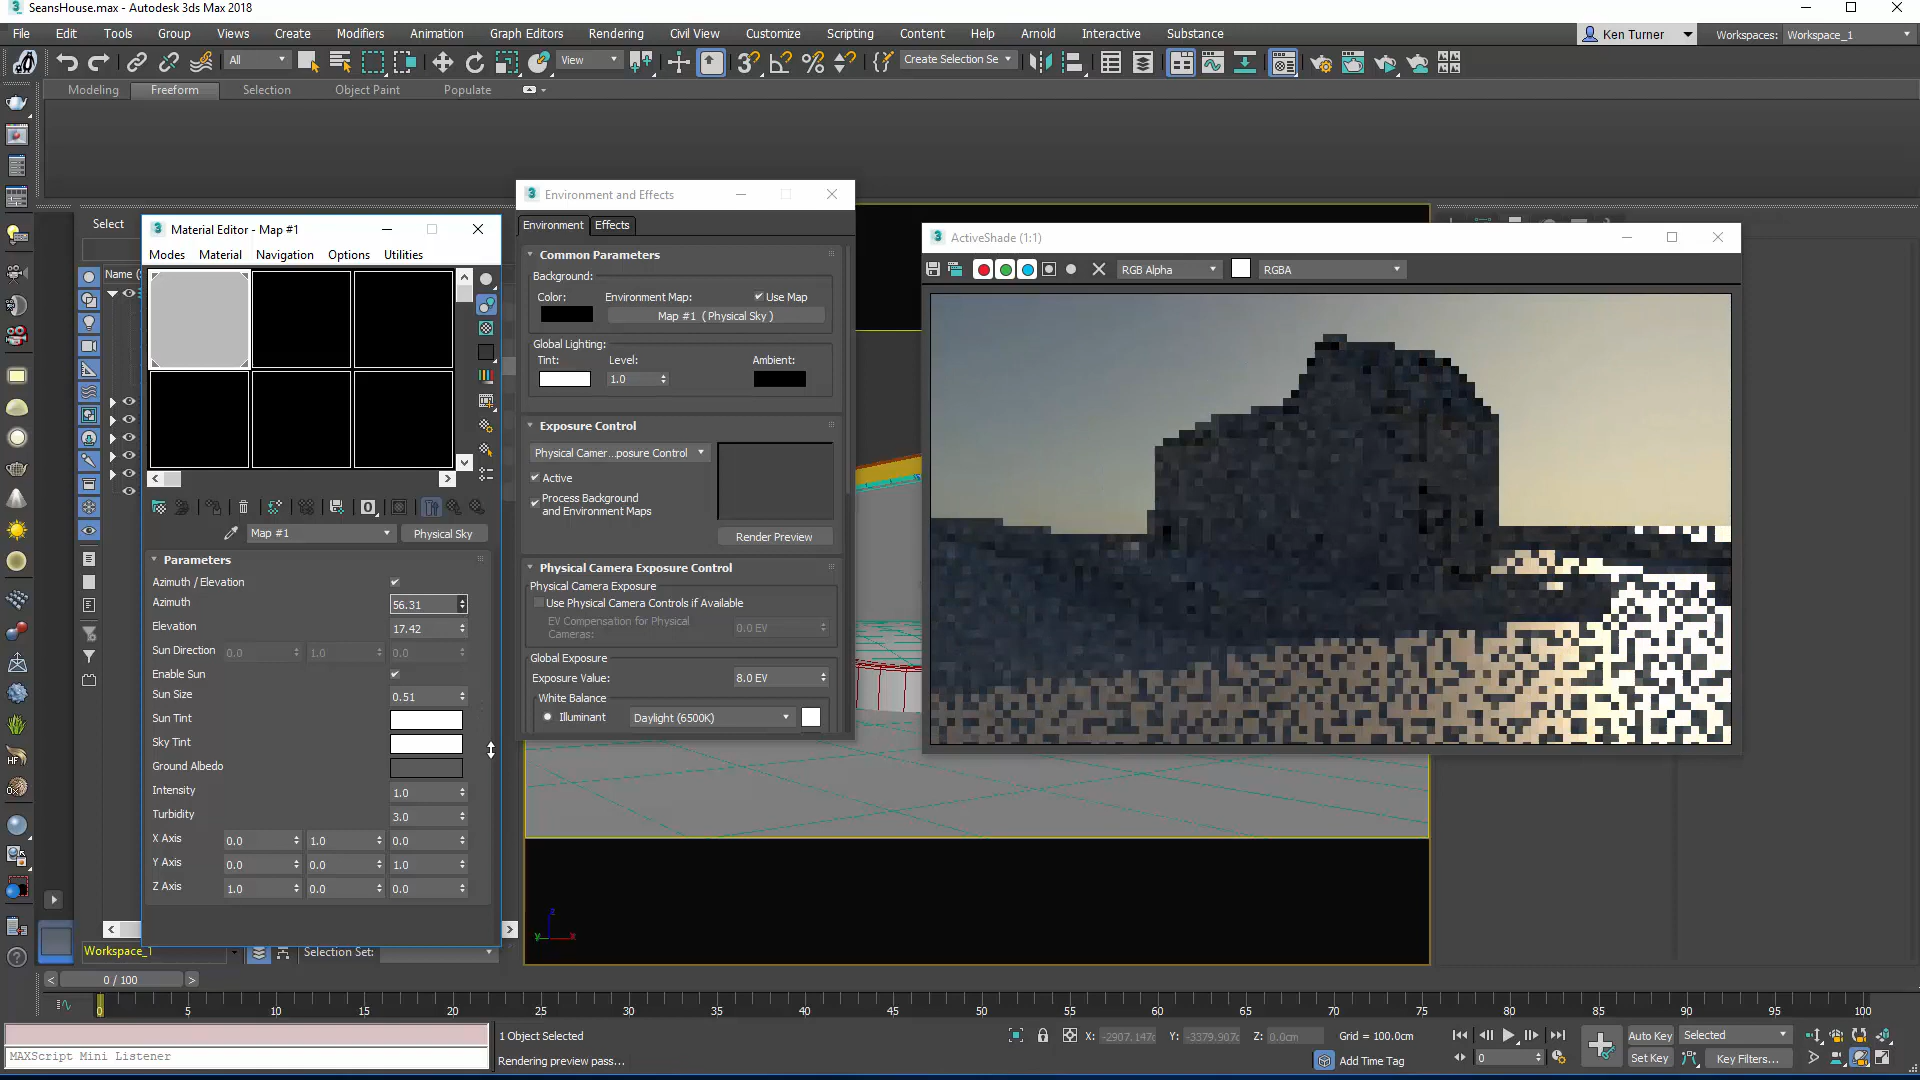 SeansHouse.max - Autodesk 3ds Max 2018
File Edit Tools Group Views Create Modifiers Animation Graph Editors Rendering Civil View Customize Scripting Content Help Arnold Interactive Substance Ken Turner Workspaces: Workspace_1
All View Create Selection Se
Modeling Freeform Selection Object Paint Populate
Select
Name (
Material Editor - Map #1
Modes Material Navigation Options Utilities
Map #1 Physical Sky
Parameters
Azimuth / Elevation
Azimuth 56.31
Elevation 17.42
Sun Direction 0.0 1.0 0.0
Enable Sun
Sun Size 0.51
Sun Tint
Sky Tint
Ground Albedo
Intensity 1.0
Turbidity 3.0
X Axis 0.0 1.0 0.0
Y Axis 0.0 0.0 1.0
Z Axis 1.0 0.0 0.0
Environment and Effects
Environment Effects
Common Parameters
Background:
Color: Environment Map: Use Map
Map #1 ( Physical Sky )
Global Lighting:
Tint: Level: Ambient:
1.0
Exposure Control
Physical Camer...posure Control
Active
Process Background
and Environment Maps
Render Preview
Physical Camera Exposure Control
Physical Camera Exposure
Use Physical Camera Controls if Available
EV Compensation for Physical
Cameras: 0.0 EV
Global Exposure
Exposure Value: 8.0 EV
White Balance
Illuminant Daylight (6500K)
ActiveShade (1:1)
RGB Alpha RGBA
HF
z
Y x
Workspace_1 Selection Set:
< 0 / 100 >
0 5 10 15 20 25 30 35 40 45 50 55 60 65 70 75 80 85 90 95 100
1 Object Selected X: -2907.147c Y: -3379.907c Z: 0.0cm Grid = 100.0cm Auto Key Selected
MAXScript Mini Listener
Rendering preview pass... Add Time Tag 0 Set Key Key Filters...